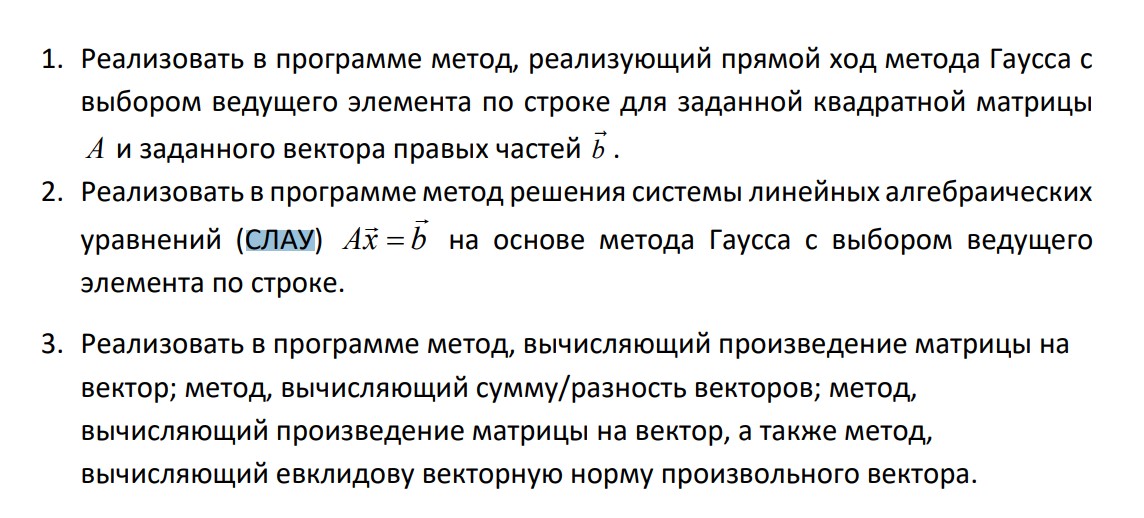 1. Реализовать в программе метод, реализующий прямой ход метода Гаусса с
выбором ведущего элемента по строке для заданной квадратной матрицы
A и заданного вектора правых частей b⃗ .
2. Реализовать в программе метод решения системы линейных алгебраических
уравнений (СЛАУ) Ax⃗ = b⃗ на основе метода Гаусса с выбором ведущего
элемента по строке.
3. Реализовать в программе метод, вычисляющий произведение матрицы на
вектор; метод, вычисляющий сумму/разность векторов; метод,
вычисляющий произведение матрицы на вектор, а также метод,
вычисляющий евклидову векторную норму произвольного вектора.